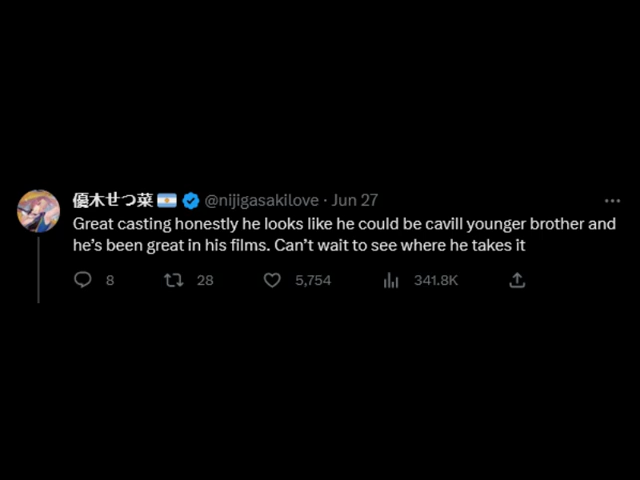 優木せつ菜 🇦🇷 @nijigasakilove · Jun 27
Great casting honestly he looks like he could be cavill younger brother and
he's been great in his films. Can't wait to see where he takes it
8 28 5,754 341.8K